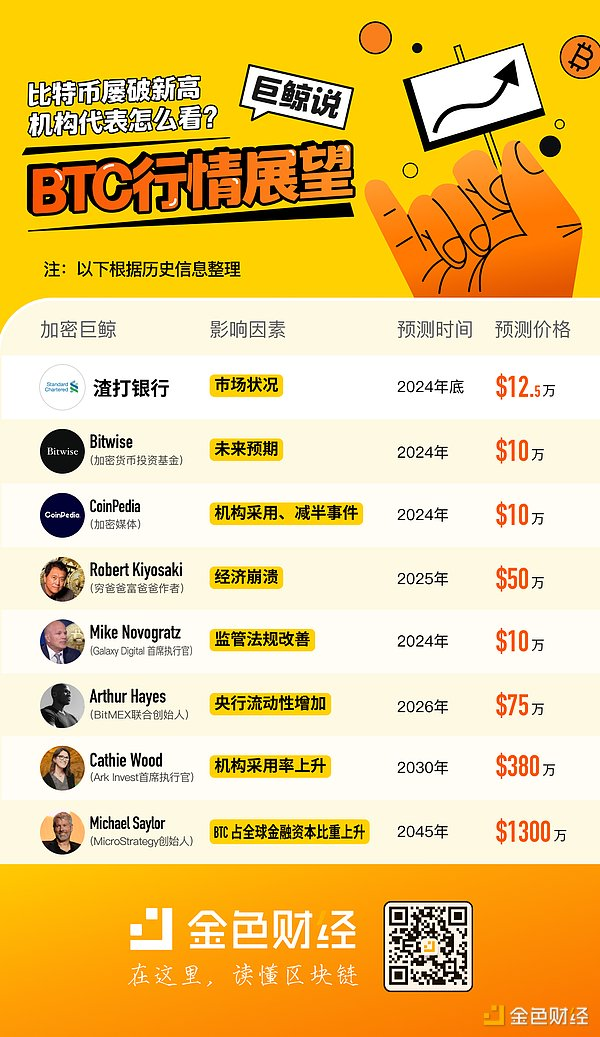 比特币屡破新高
机构代表怎么看?
巨鲸说
BTC行情展望
注：以下根据历史信息整理
加密巨鲸 影响因素 预测时间 预测价格
Standard Chartered 渣打银行 市场状况 2024年底 $12.5万
Bitwise Bitwise (加密货币投资基金) 未来预期 2024年 $10万
CoinPedia CoinPedia (加密媒体) 机构采用、减半事件 2024年 $10万
Robert Kiyosaki (穷爸爸富爸爸作者) 经济崩溃 2025年 $50万
Mike Novogratz (Galaxy Digital 首席执行官) 监管法规改善 2024年 $10万
Arthur Hayes (BitMEX联合创始人) 央行流动性增加 2026年 $75万
Cathie Wood (Ark Invest首席执行官) 机构采用率上升 2030年 $380万
Michael Saylor (MicroStrategy创始人) BTC 占全球金融资本比重上升 2045年 $1300万
金色财经
在这里，读懂区块链
金色财经